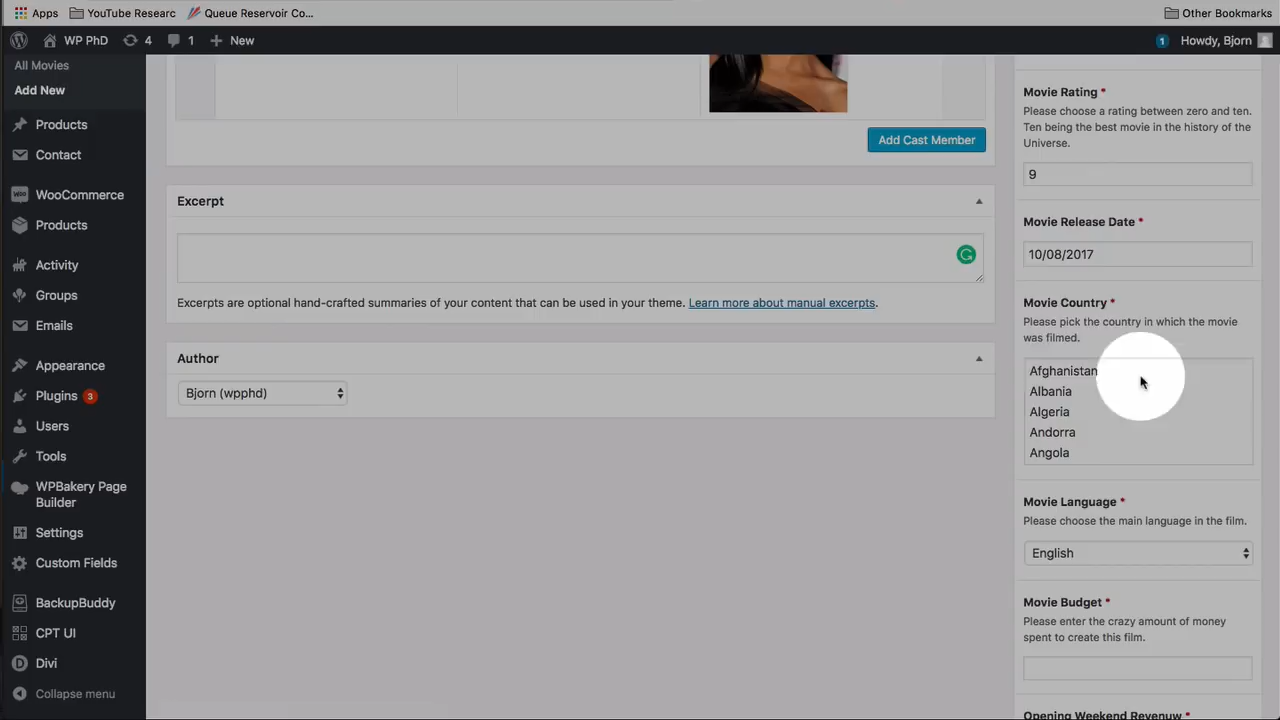 Apps
YouTube Researc
Queue Reservoir Co...
Other Bookmarks
WP PhD
4
1
New
1
Howdy, Bjorn
All Movies
Add New
Products
Contact
WooCommerce
Products
Activity
Groups
Emails
Appearance
Plugins 3
Users
Tools
WPBakery Page
Builder
Settings
Custom Fields
BackupBuddy
CPT UI
Divi
Collapse menu
Add Cast Member
Excerpt
Excerpts are optional hand-crafted summaries of your content that can be used in your theme. Learn more about manual excerpts.
Author
Bjorn (wpphd)
Movie Rating *
Please choose a rating between zero and ten.
Ten being the best movie in the history of the
Universe.
9
Movie Release Date *
10/08/2017
Movie Country *
Please pick the country in which the movie
was filmed.
Afghanistan
Albania
Algeria
Andorra
Angola
Movie Language *
Please choose the main language in the film.
English
Movie Budget *
Please enter the crazy amount of money
spent to create this film.
Opening Weekend Revenuw *